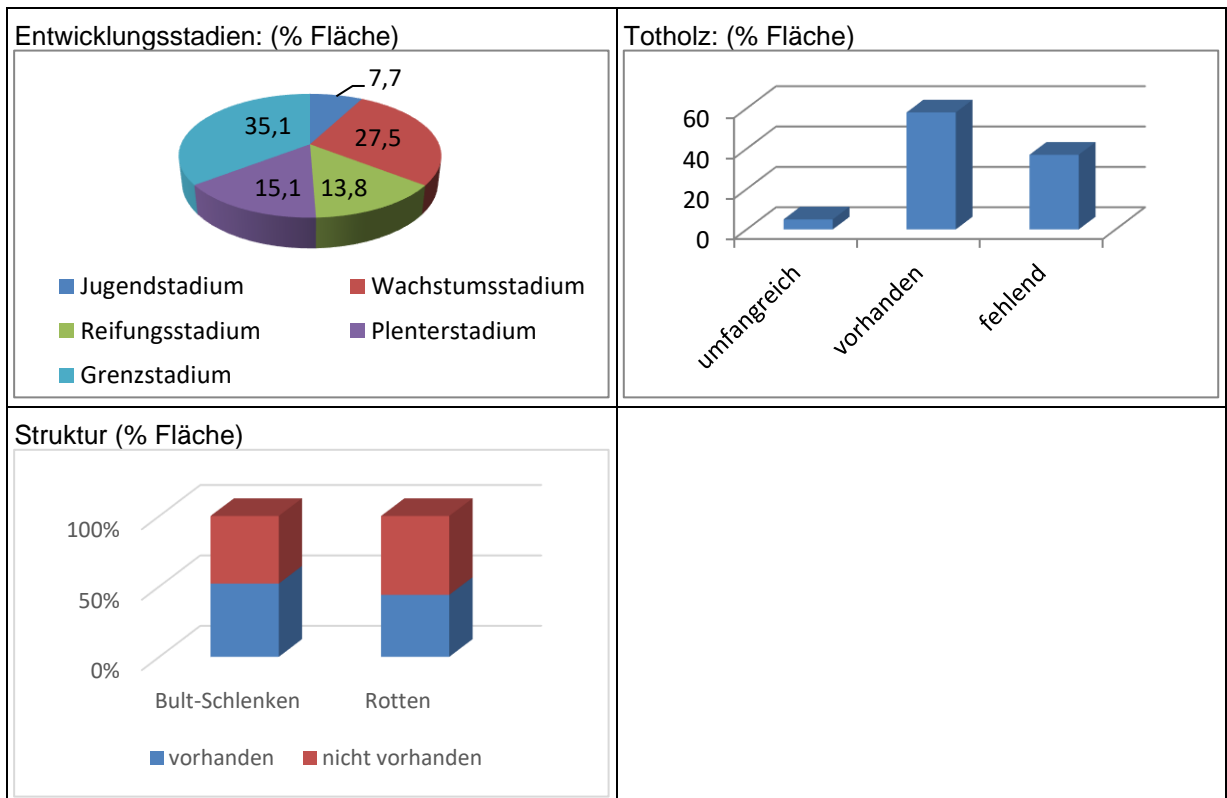 Entwicklungsstadien: (% Fläche)
7,7
35,1
27,5
15,1
13,8
Jugendstadium
Wachstumsstadium
Reifungsstadium
Plenterstadium
Grenzstadium
Totholz: (% Fläche)
60
40
20
0
umfangreich
vorhanden
fehlend
Struktur (% Fläche)
100%
50%
0%
Bult-Schlenken
Rotten
vorhanden
nicht vorhanden